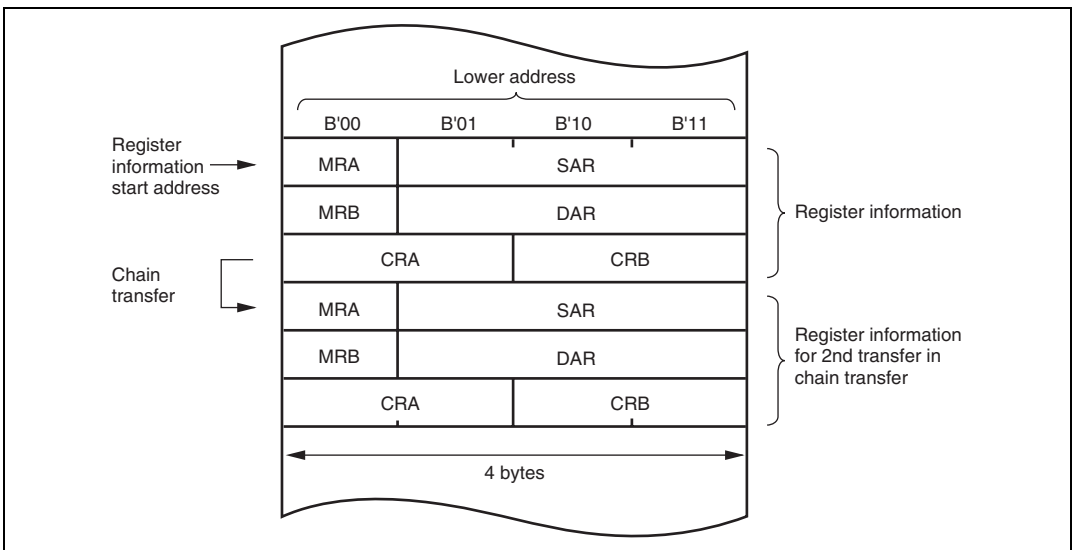 Lower address
B'00 B'01 B'10 B'11
Register
information
start address
MRA SAR
MRB DAR
Register information
CRA CRB
Chain
transfer
MRA SAR
MRB DAR
Register information
for 2nd transfer in
chain transfer
CRA CRB
4 bytes